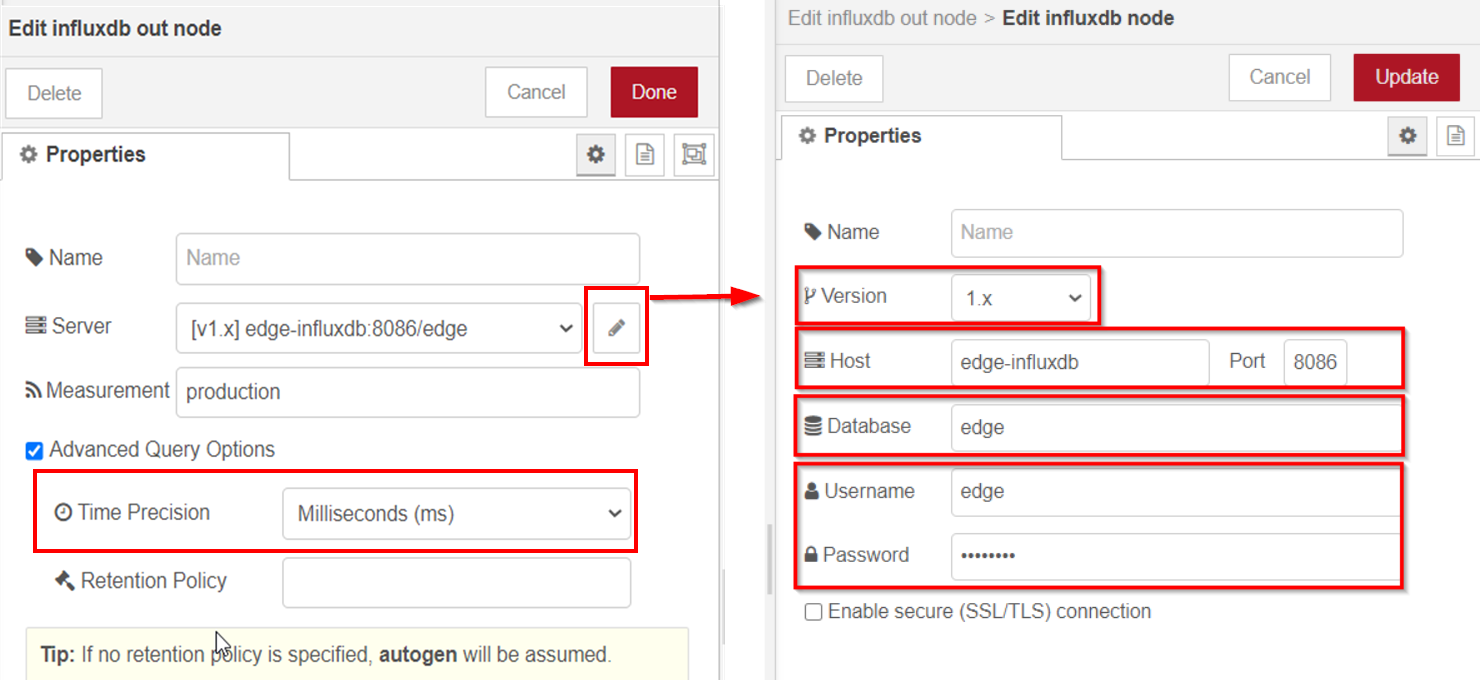 Edit influxdb out node
Delete
Cancel
Done
Properties
Name
Name
Server
[v1.x] edge-influxdb:8086/edge
Measurement
production
Advanced Query Options
Time Precision
Milliseconds (ms)
Retention Policy
Tip: If no retention policy is specified, autogen will be assumed.
Edit influxdb out node > Edit influxdb node
Delete
Cancel
Update
Properties
Name
Name
Version
1.x
Host
edge-influxdb
Port
8086
Database
edge
Username
edge
Password
••••••••
Enable secure (SSL/TLS) connection